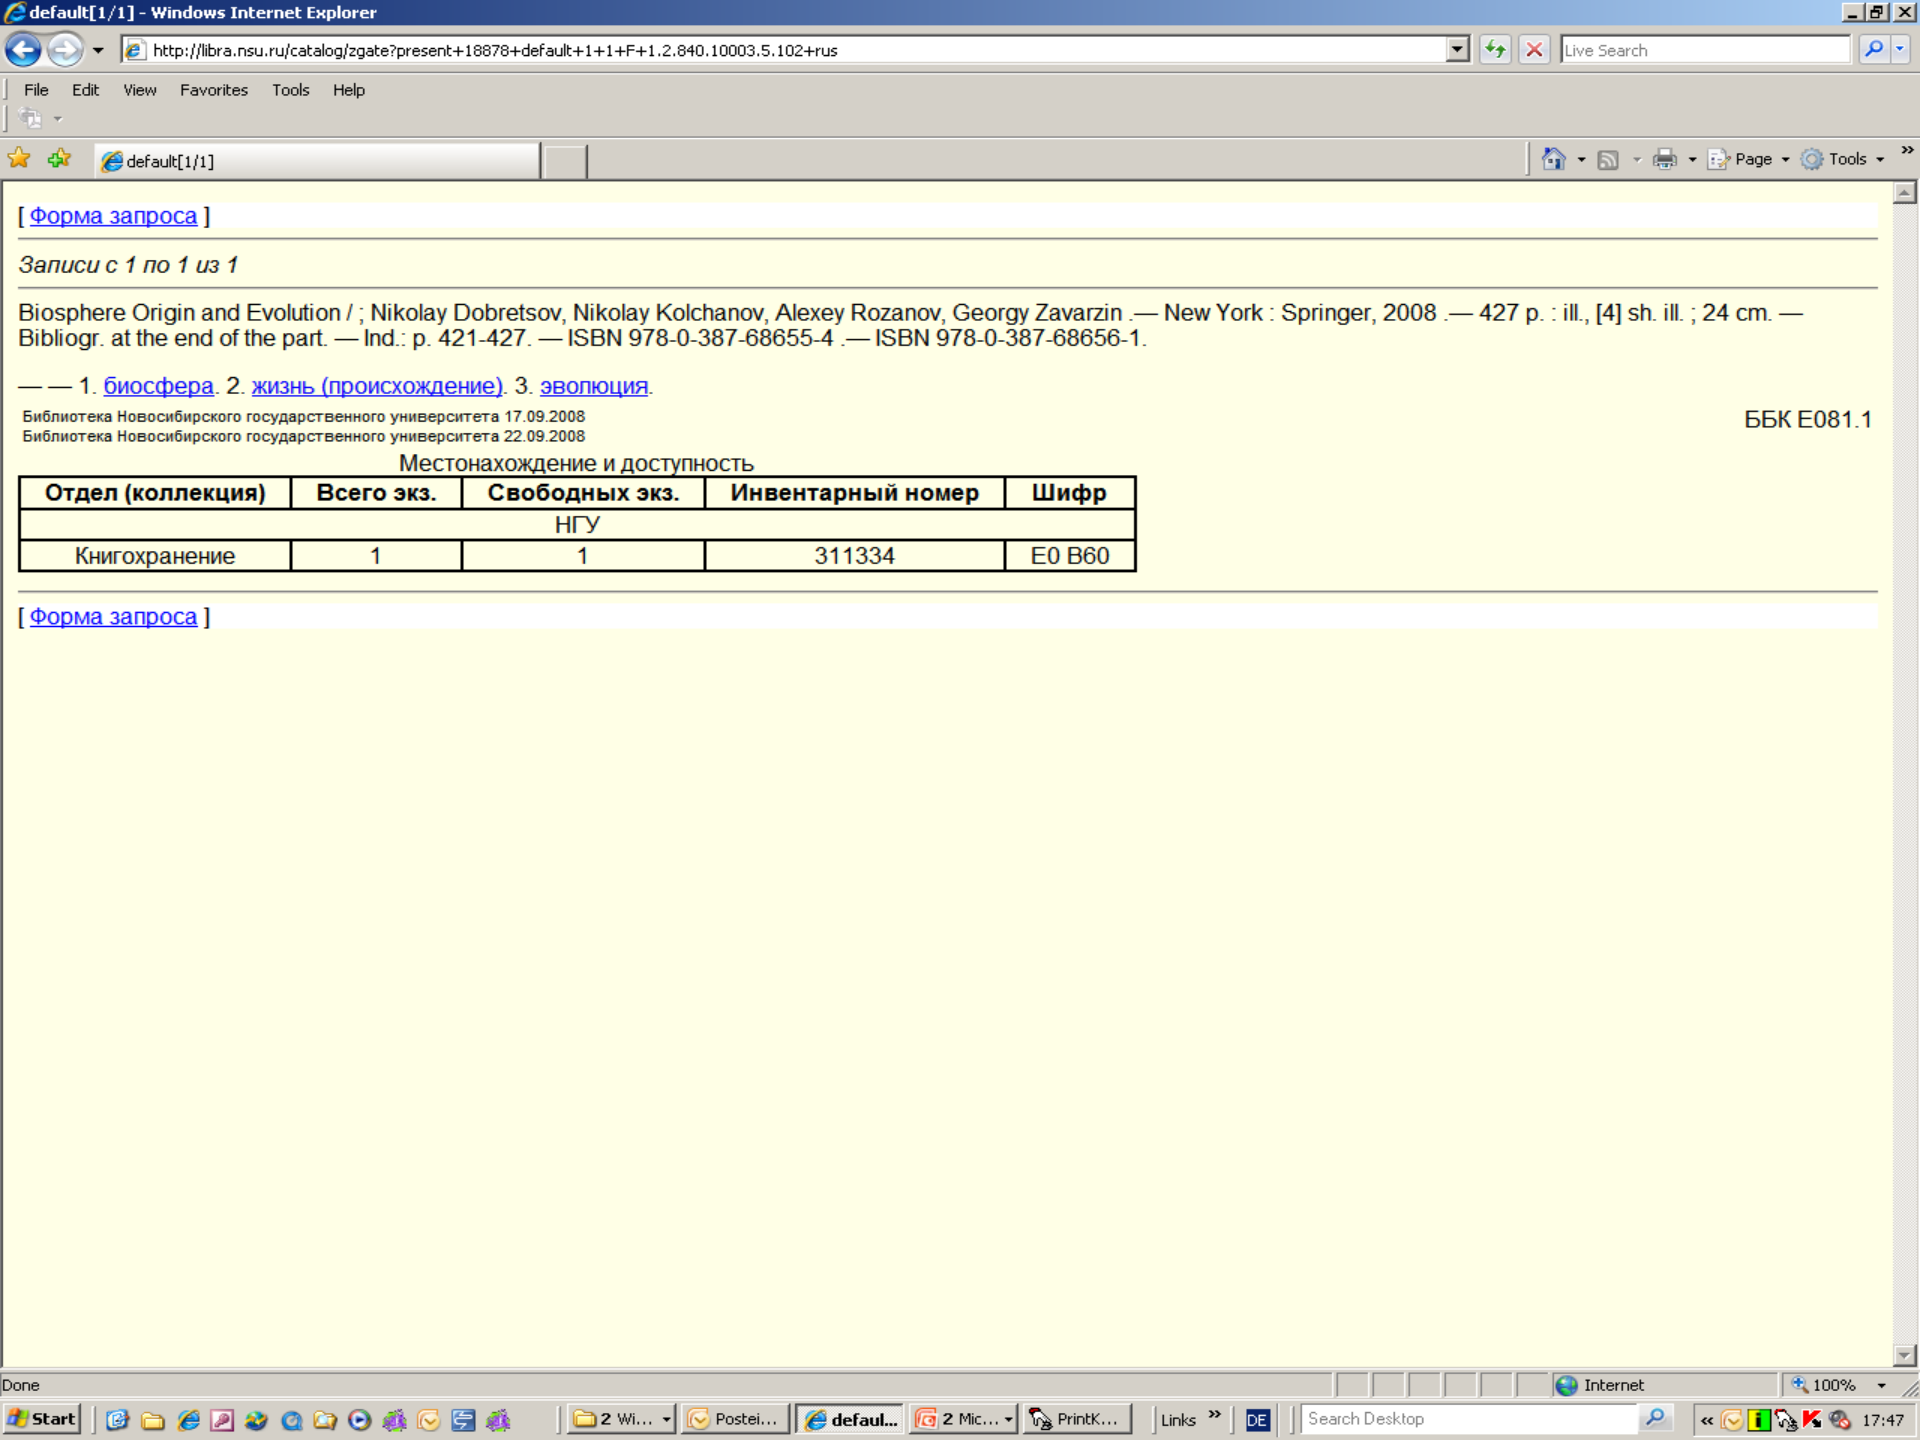 default[1/1] - Windows Internet Explorer
http://libra.nsu.ru/catalog/zgate?present+18878+default+1+1+F+1.2.840.10003.5.102+rus
Live Search
File Edit View Favorites Tools Help
default[1/1]
Page Tools »
[ Форма запроса ]
Записи с 1 по 1 из 1
Biosphere Origin and Evolution / ; Nikolay Dobretsov, Nikolay Kolchanov, Alexey Rozanov, Georgy Zavarzin .— New York : Springer, 2008 .— 427 p. : ill., [4] sh. ill. ; 24 cm. —
Bibliogr. at the end of the part. — Ind.: p. 421-427. — ISBN 978-0-387-68655-4 .— ISBN 978-0-387-68656-1.
— — 1. биосфера. 2. жизнь (происхождение). 3. эволюция.
Библиотека Новосибирского государственного университета 17.09.2008
Библиотека Новосибирского государственного университета 22.09.2008
ББК Е081.1
Местонахождение и доступность
Отдел (коллекция) Всего экз. Свободных экз. Инвентарный номер Шифр
НГУ
Книгохранение 1 1 311334 Е0 В60
[ Форма запроса ]
Done
Internet
100%
Start 2 Wi... Postei... defaul... 2 Mic... PrintK... Links » DE Search Desktop « 17:47